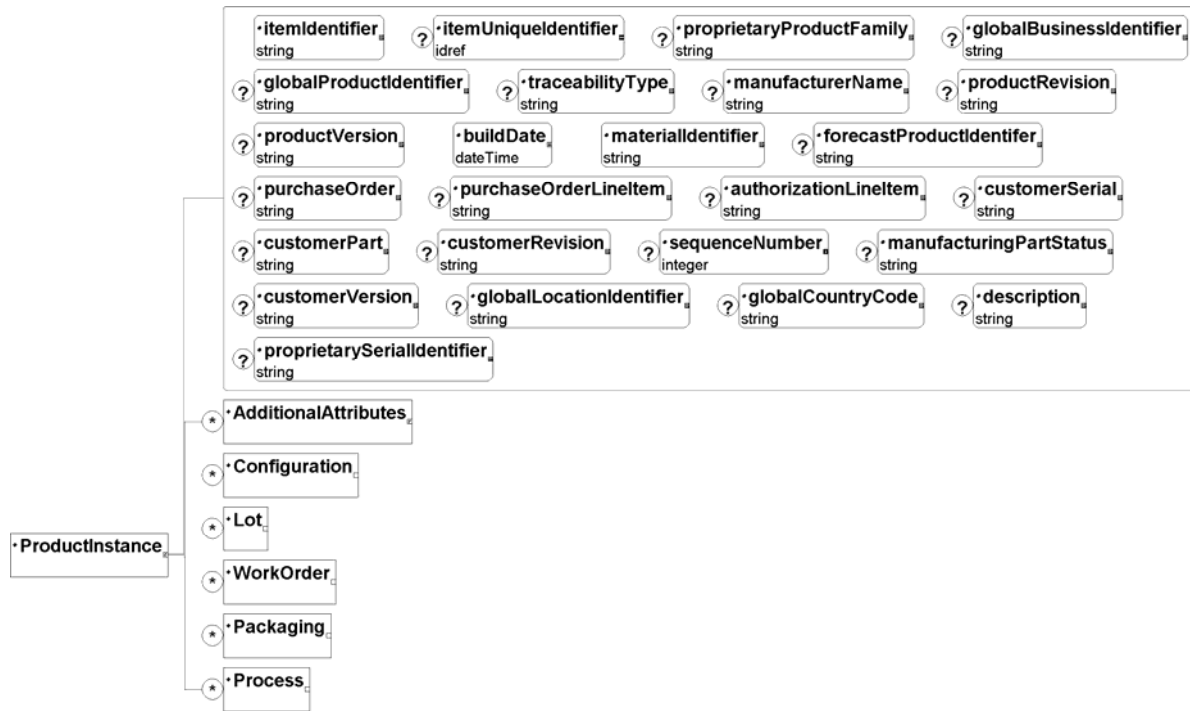 itemIdentifier ? itemUniqueIdentifier ? proprietaryProductFamily ? globalBusinessIdentifier
string idref string string
? globalProductIdentifier ? traceabilityType ? manufacturerName ? productRevision
string string string string
? productVersion buildDate materialIdentifier ? forecastProductIdentifer
string dateTime string string
? purchaseOrder ? purchaseOrderLineItem ? authorizationLineItem ? customerSerial
string string string string
? customerPart ? customerRevision ? sequenceNumber ? manufacturingPartStatus
string string integer string
? customerVersion ? globalLocationIdentifier ? globalCountryCode ? description
string string string string
? proprietarySerialIdentifier
string
* AdditionalAttributes
* Configuration
* Lot
ProductInstance
* WorkOrder
* Packaging
* Process